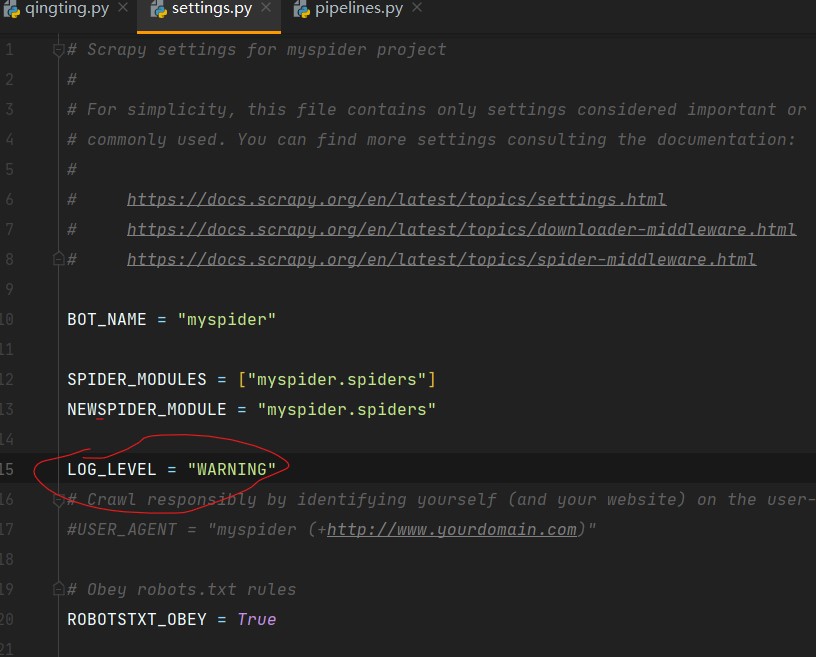 qingting.py settings.py pipelines.py
1 # Scrapy settings for myspider project
2 #
3 # For simplicity, this file contains only settings considered important or
4 # commonly used. You can find more settings consulting the documentation:
5 #
6 # https://docs.scrapy.org/en/latest/topics/settings.html
7 # https://docs.scrapy.org/en/latest/topics/downloader-middleware.html
8 # https://docs.scrapy.org/en/latest/topics/spider-middleware.html
9
10 BOT_NAME = "myspider"
11
12 SPIDER_MODULES = ["myspider.spiders"]
13 NEWSPIDER_MODULE = "myspider.spiders"
14
15 LOG_LEVEL = "WARNING"
16 # Crawl responsibly by identifying yourself (and your website) on the user-
17 #USER_AGENT = "myspider (+http://www.yourdomain.com)"
18
19 # Obey robots.txt rules
20 ROBOTSTXT_OBEY = True
21